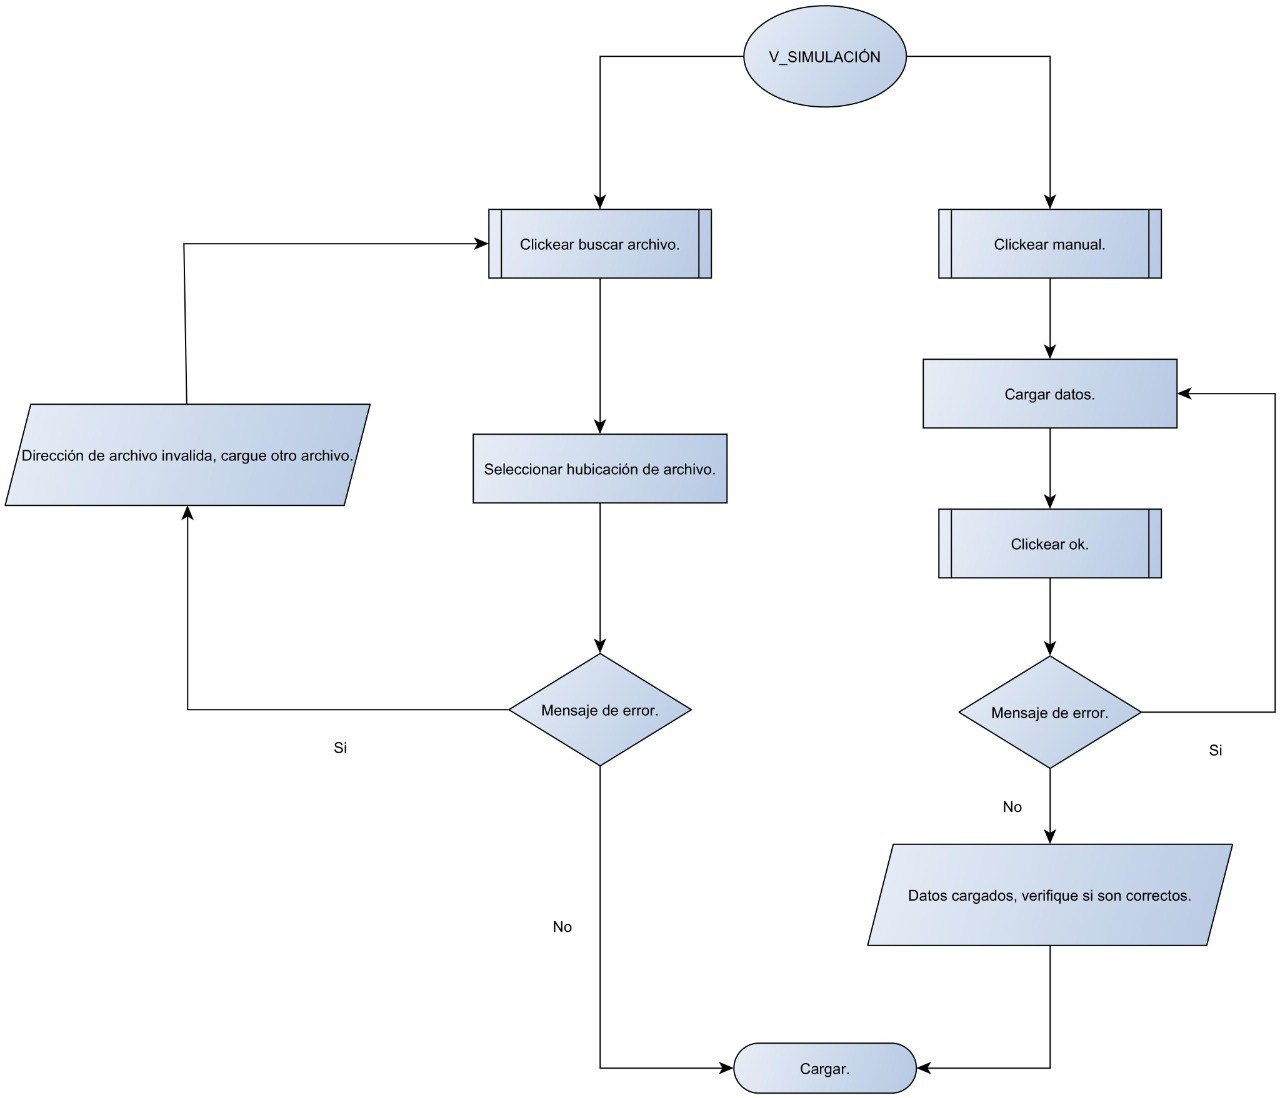 V_SIMULACIÓN
Clickear buscar archivo.
Clickear manual.
Cargar datos.
Dirección de archivo invalida, cargue otro archivo.
Seleccionar hubicación de archivo.
Clickear ok.
Mensaje de error.
Mensaje de error.
Si
Si
No
Datos cargados, verifique si son correctos.
No
Cargar.